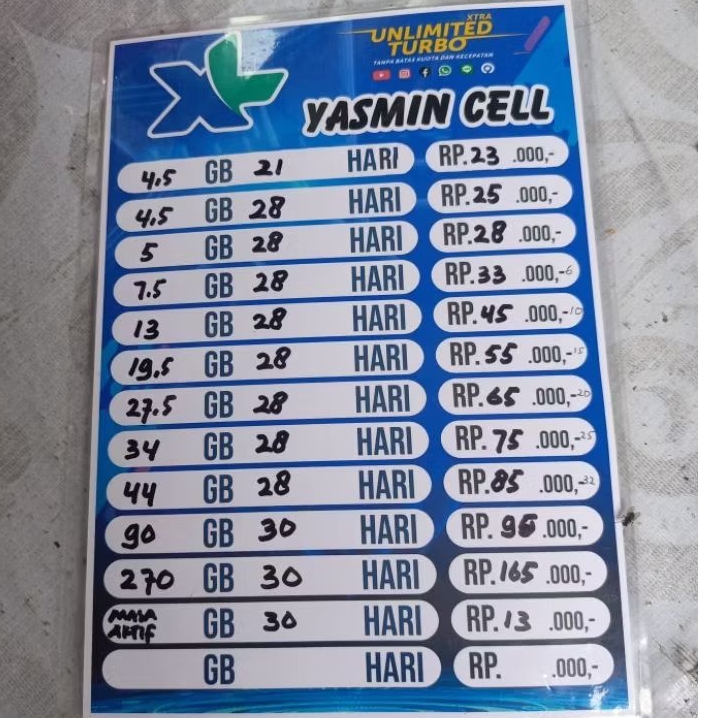 XL
XTRA
UNLIMITED
TURBO
TANPA BATAS KUOTA DAN KECEPATAN
YASMIN CELL
4,5 GB 21 HARI RP.23 .000,-
4,5 GB 28 HARI RP.25 .000,-
5 GB 28 HARI RP.28 .000,-
7.5 GB 28 HARI RP.33 .000,-6
13 GB 28 HARI RP.45 .000,-10
19,5 GB 28 HARI RP.55 .000,-15
27.5 GB 28 HARI RP.65 .000,-20
34 GB 28 HARI RP.75 .000,-25
44 GB 28 HARI RP.85 .000,-32
90 GB 30 HARI RP. .000,-
270 GB 30 HARI RP.165 .000,-
MASA AKTIF GB 30 HARI RP.13 .000,-
GB HARI RP. .000,-